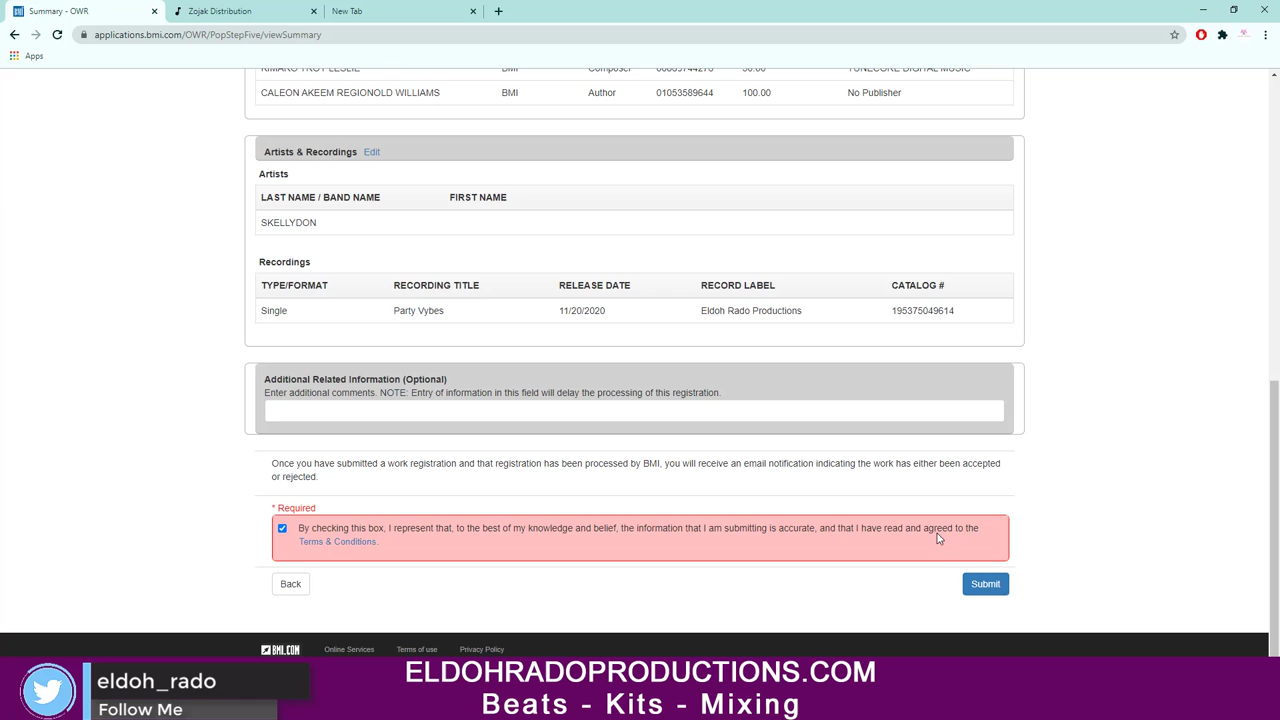 Summary - OWR
Zojak Distribution
New Tab
applications.bmi.com/OWR/PopStepFive/viewSummary
Apps
KIMARO TROY LESLIE BMI Composer TUNECORE DIGITAL MUSIC
CALEON AKEEM REGIONOLD WILLIAMS BMI Author 01053589644 100.00 No Publisher
Artists & Recordings Edit
Artists
LAST NAME / BAND NAME FIRST NAME
SKELLYDON
Recordings
TYPE/FORMAT RECORDING TITLE RELEASE DATE RECORD LABEL CATALOG #
Single Party Vybes 11/20/2020 Eldoh Rado Productions 195375049614
Additional Related Information (Optional)
Enter additional comments. NOTE: Entry of information in this field will delay the processing of this registration.
Once you have submitted a work registration and that registration has been processed by BMI, you will receive an email notification indicating the work has either been accepted
or rejected.
* Required
By checking this box, I represent that, to the best of my knowledge and belief, the information that I am submitting is accurate, and that I have read and agreed to the
Terms & Conditions.
Back
Submit
BMI.COM Online Services Terms of use Privacy Policy
eldoh_rado
Follow Me
ELDOHRADOPRODUCTIONS.COM
Beats - Kits - Mixing